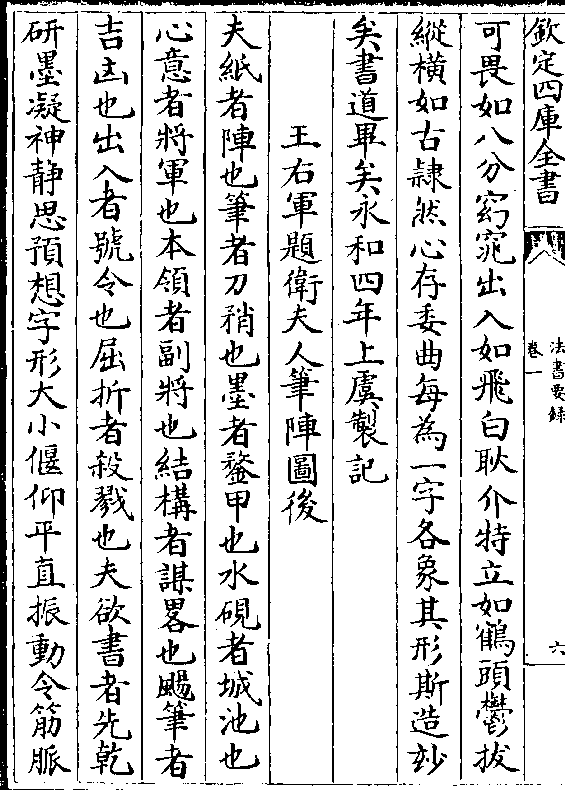 欽定四庫全書
法書要錄
卷一
六
可畏如八分窈窕出入如飛白耿介特立如鶴頭鬱拔
縱橫如古隸然心存委曲每為一字各象其形斯造妙
矣書道畢矣永和四年上虞製記
王右軍題衛夫人筆陣圖後
夫紙者陣也筆者刀矟也墨者鍪甲也水硯者城池也
心意者將軍也本領者副將也結構者謀畧也颺筆者
吉凶也出入者號令也屈折者殺戮也夫欲書者先乾
研墨凝神静思預想字形大小偃仰平直振動令筋脈